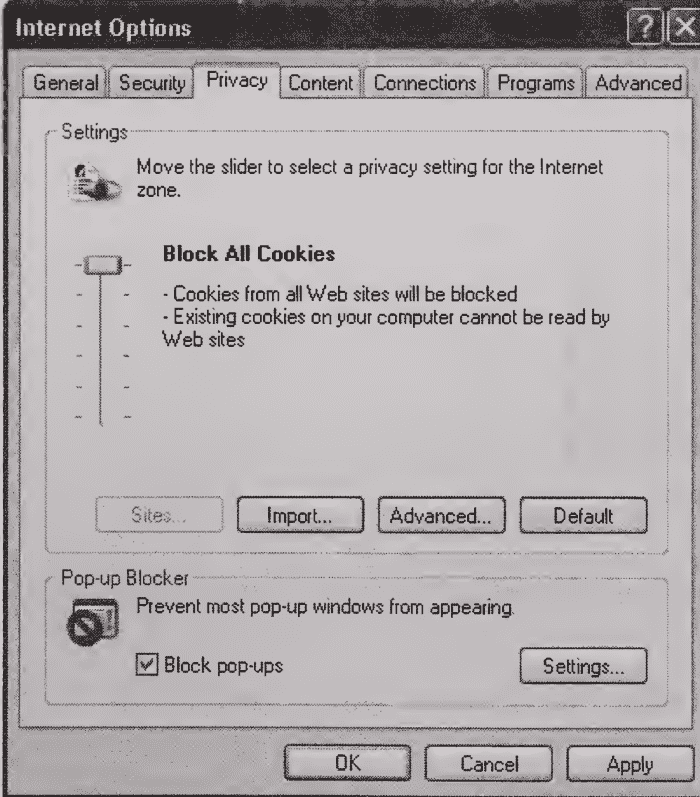 Internet Options
General Security Privacy Content Connections Programs Advanced
Settings
Move the slider to select a privacy setting for the Internet
zone.
Block All Cookies
- Cookies from all Web sites will be blocked
- Existing cookies on your computer cannot be read by
Web sites
Sites... Import... Advanced... Default
Pop-up Blocker
Prevent most pop-up windows from appearing.
Block pop-ups
Settings...
OK Cancel Apply